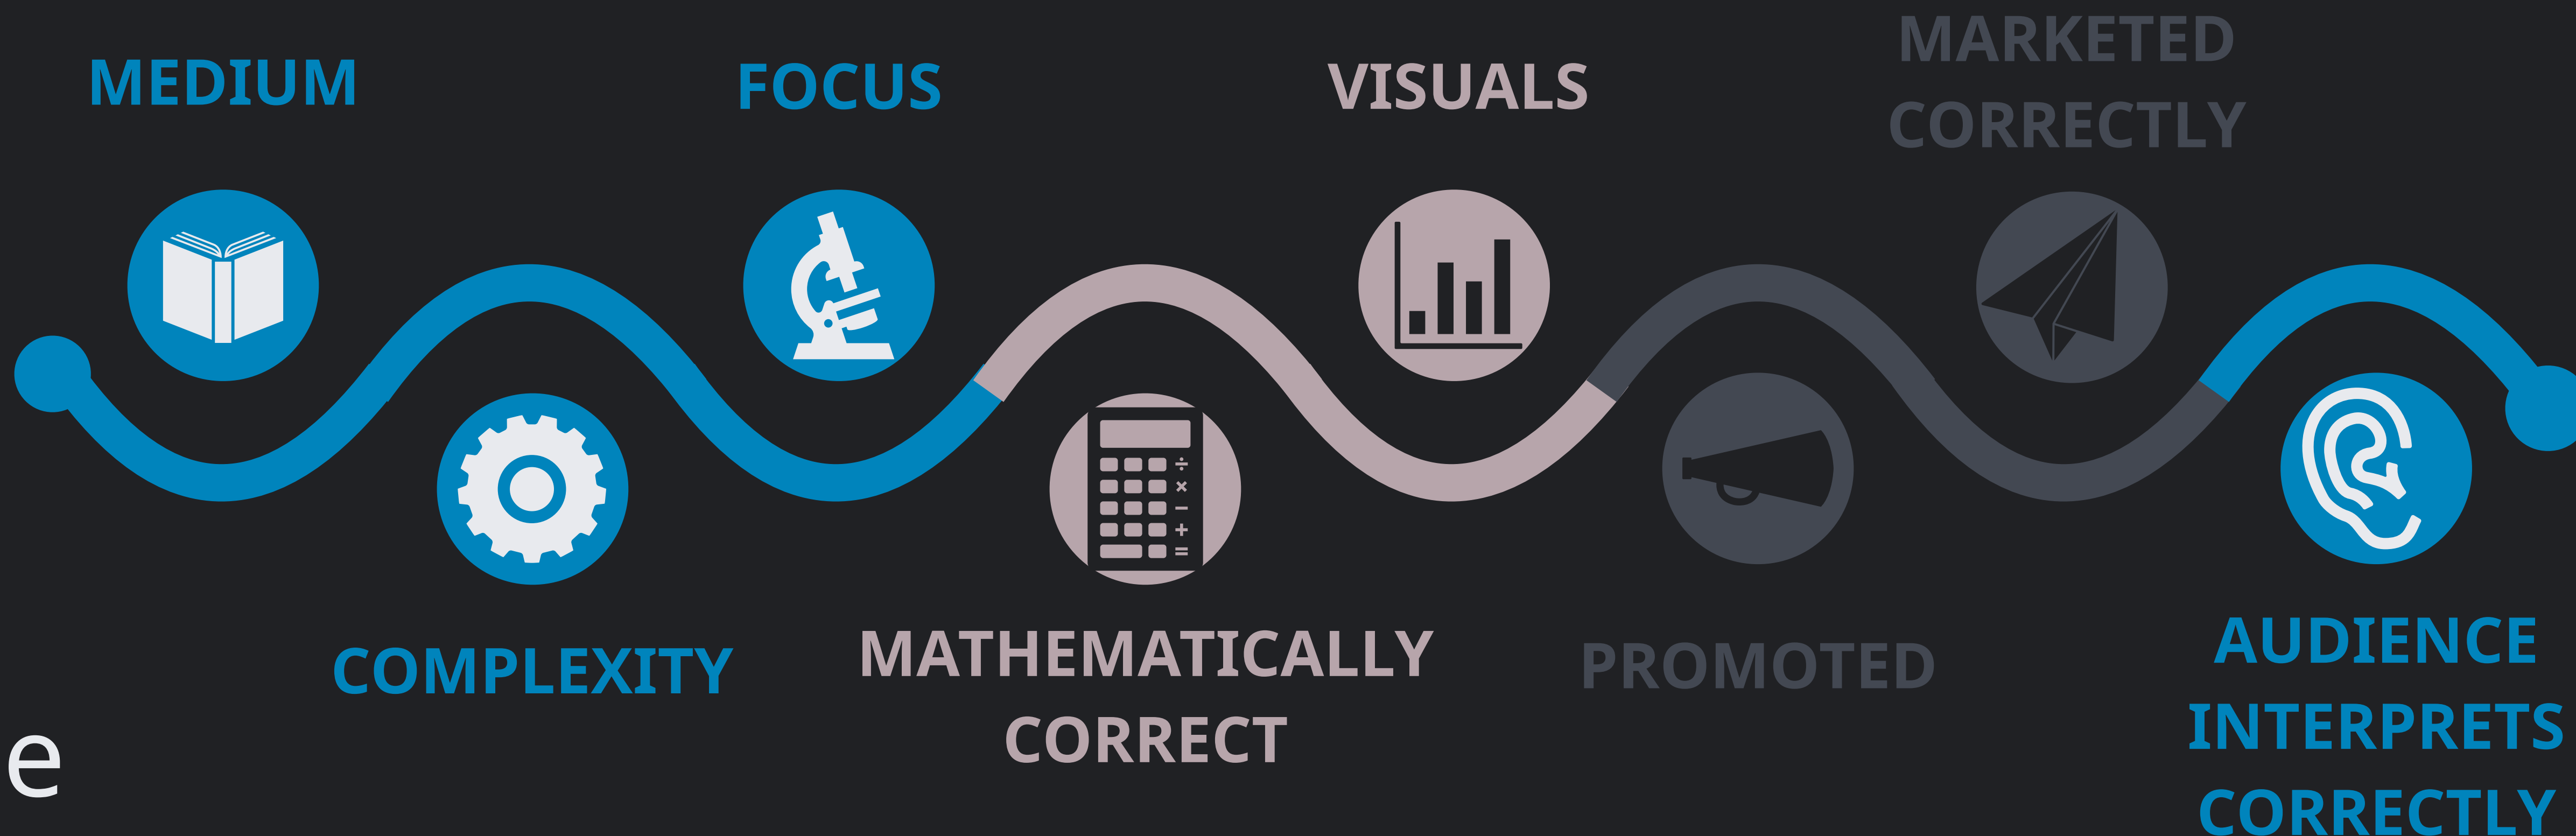 MEDIUM
COMPLEXITY
FOCUS
MATHEMATICALLY
CORRECT
VISUALS
PROMOTED
MARKETED
CORRECTLY
AUDIENCE
INTERPRETS
CORRECTLY
e
÷
×
−
+
=